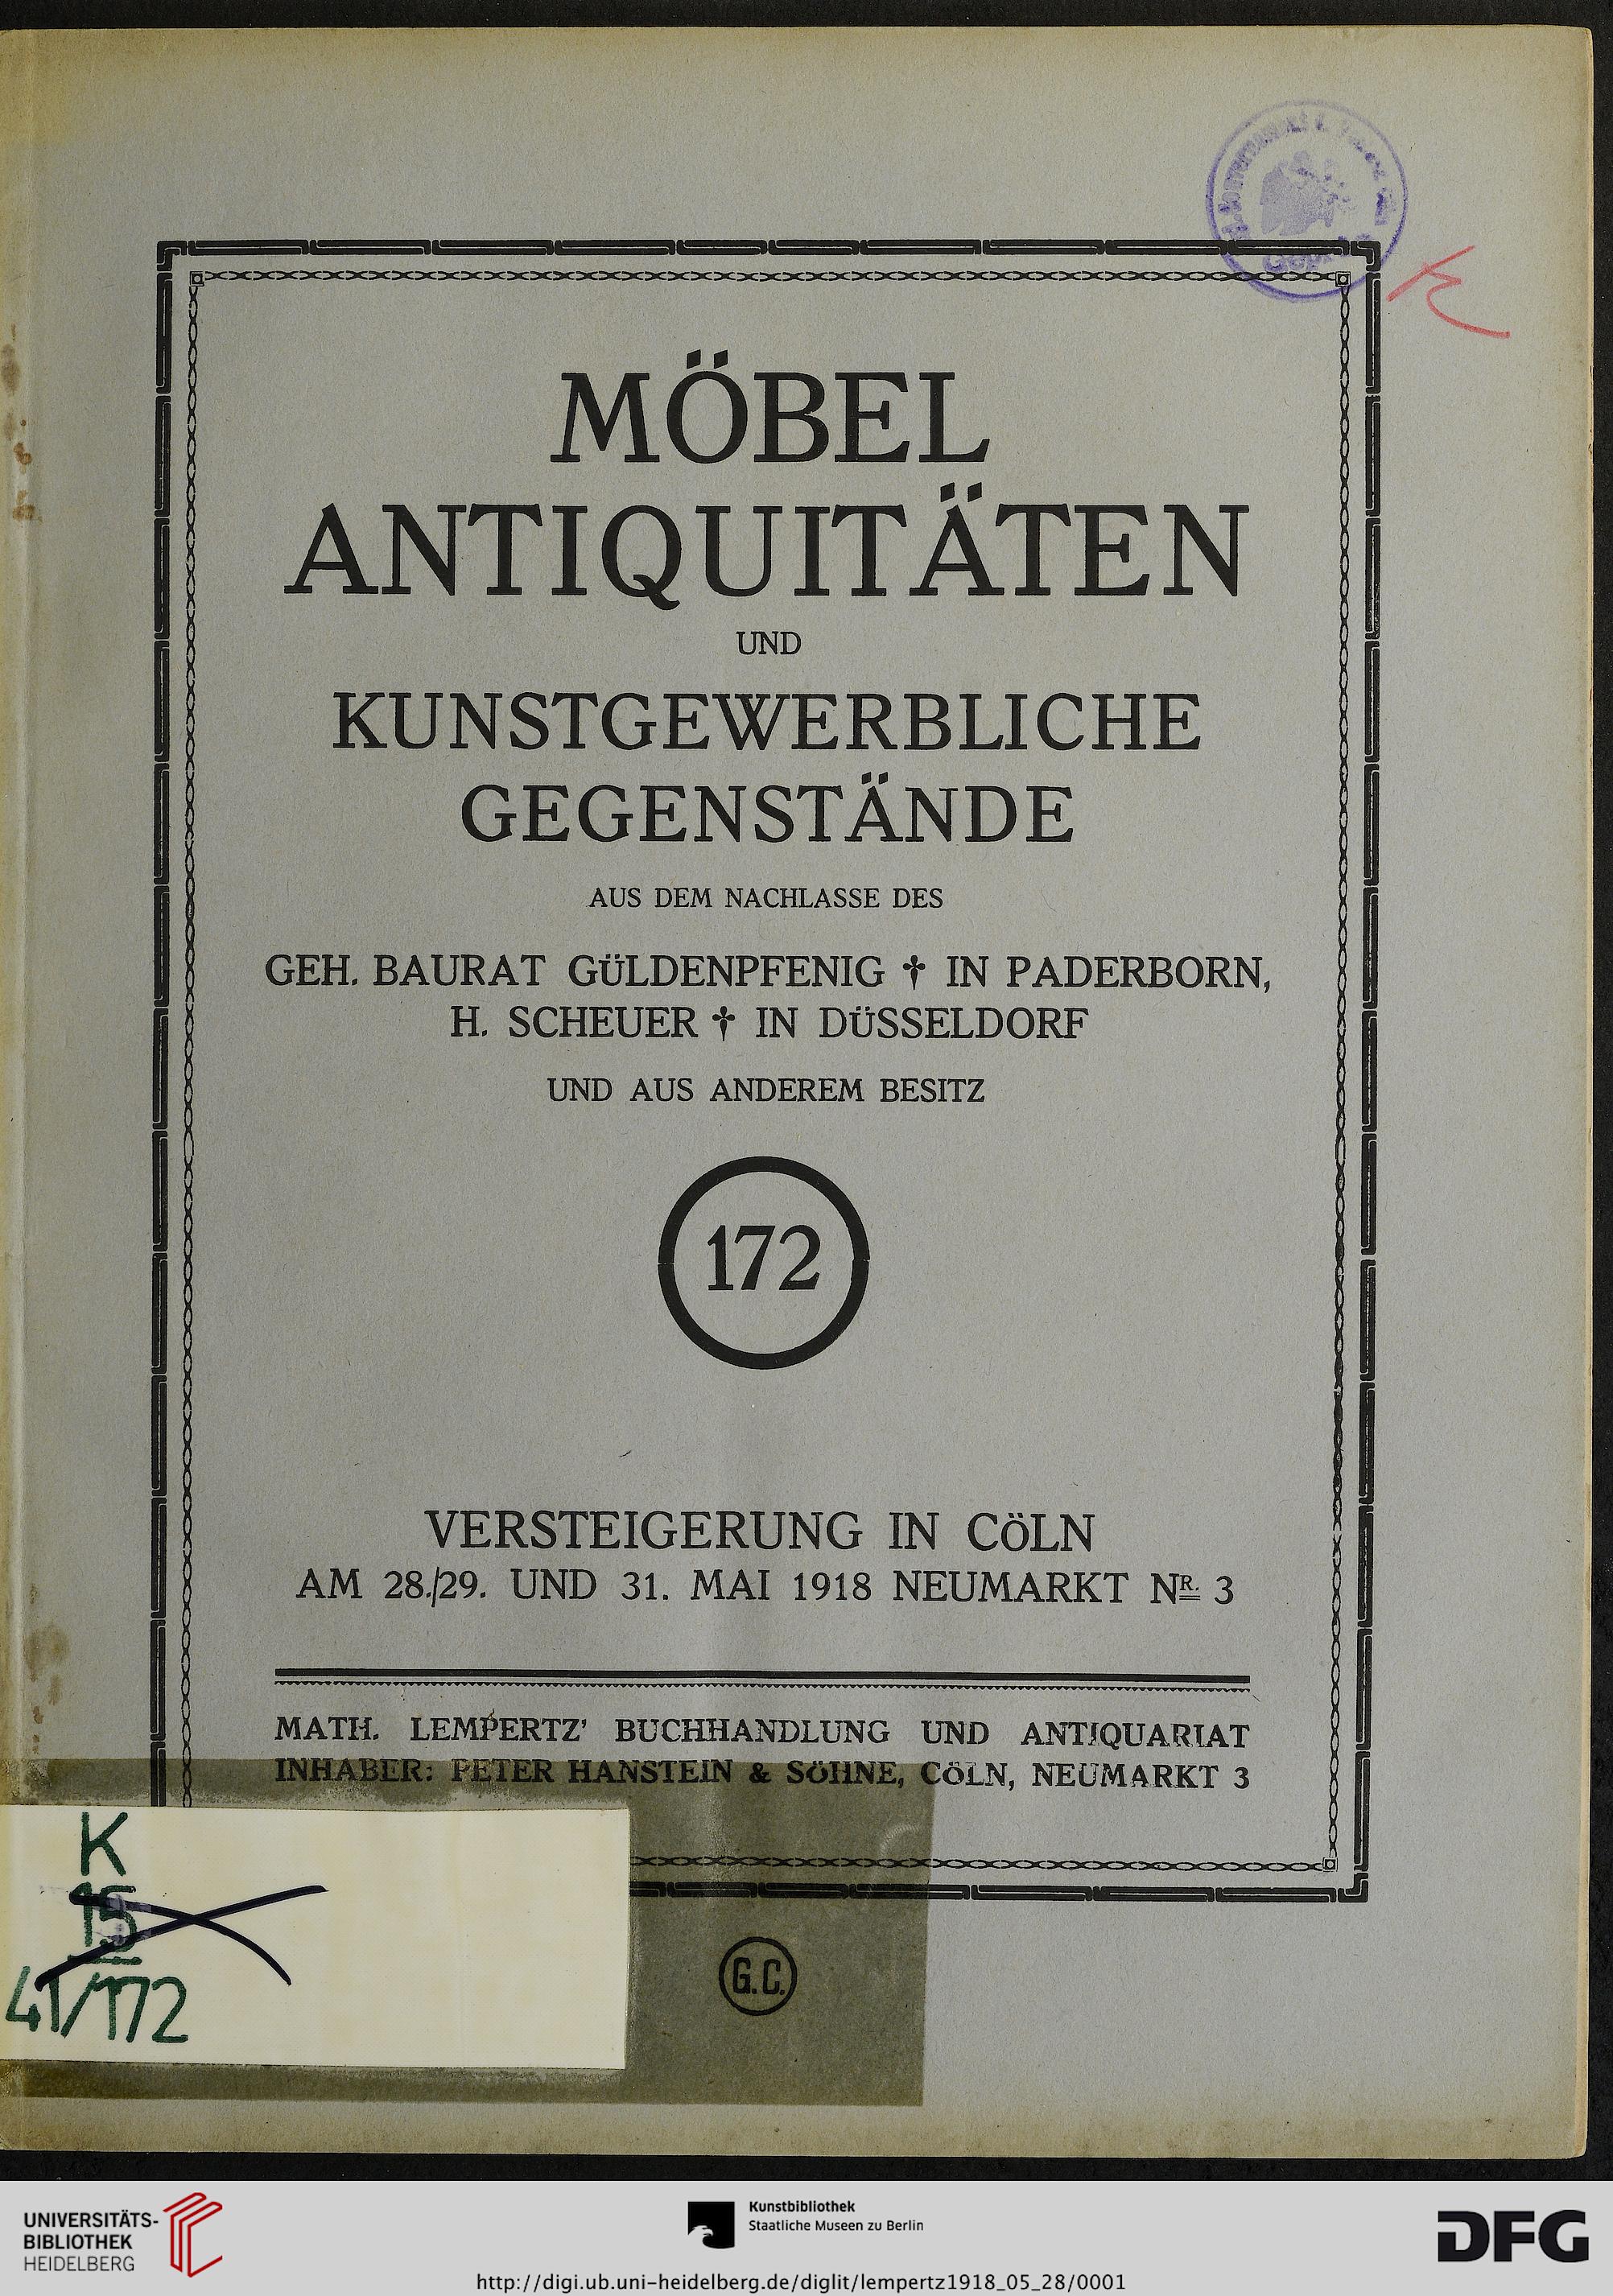 MÖBEL
ANTIQUITÄTEN
UND
KUNSTGEWERBLICHE
GEGENSTÄNDE
AUS DEM NACHLASSE DES
GEH. BAURAT GÜLDENPFENIG † IN PADERBORN,
H. SCHEUER † IN DÜSSELDORF
UND AUS ANDEREM BESITZ
172
VERSTEIGERUNG IN CÖLN
AM 28./29. UND 31. MAI 1918 NEUMARKT NR. 3
MATH. LEMPERTZ' BUCHHANDLUNG UND ANTIQUARIAT
INHABER: PETER HANSTEIN & SÖHNE, CÖLN, NEUMARKT 3
K
15
41/172
G.C.
UNIVERSITÄTS-
BIBLIOTHEK
HEIDELBERG
Kunstbibliothek
Staatliche Museen zu Berlin
DFG
http://digi.ub.uni-heidelberg.de/diglit/lempertz1918_05_28/0001